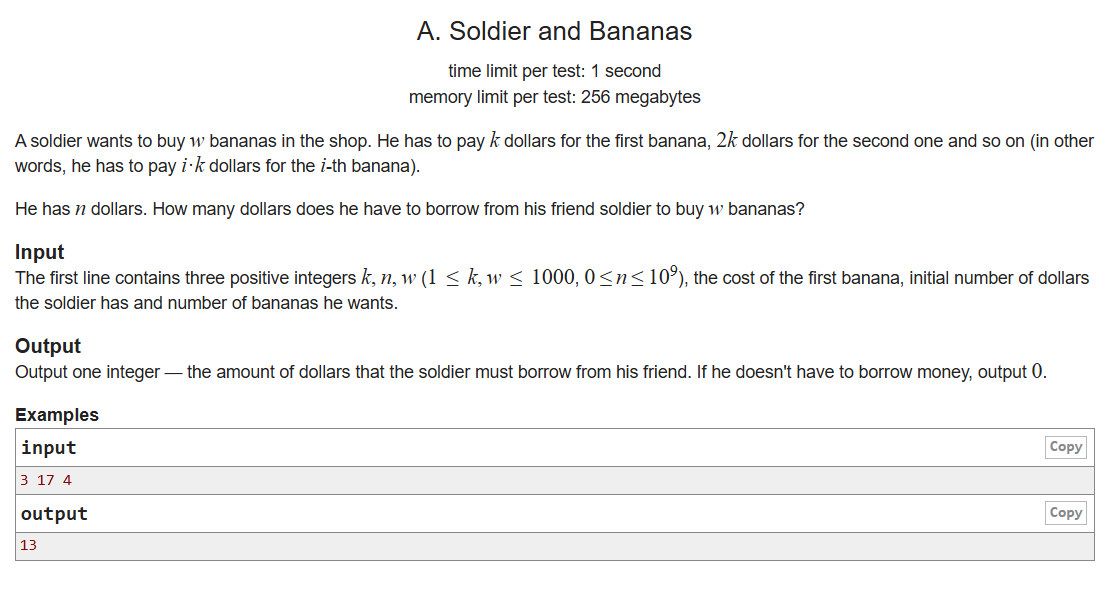 A. Soldier and Bananas
time limit per test: 1 second
memory limit per test: 256 megabytes
A soldier wants to buy w bananas in the shop. He has to pay k dollars for the first banana, 2k dollars for the second one and so on (in other
words, he has to pay i·k dollars for the i-th banana).
He has n dollars. How many dollars does he have to borrow from his friend soldier to buy w bananas?
Input
The first line contains three positive integers k, n, w (1 ≤ k, w ≤ 1000, 0 ≤ n ≤ 10⁹), the cost of the first banana, initial number of dollars
the soldier has and number of bananas he wants.
Output
Output one integer — the amount of dollars that the soldier must borrow from his friend. If he doesn't have to borrow money, output 0.
Examples
input Copy
3 17 4
output Copy
13